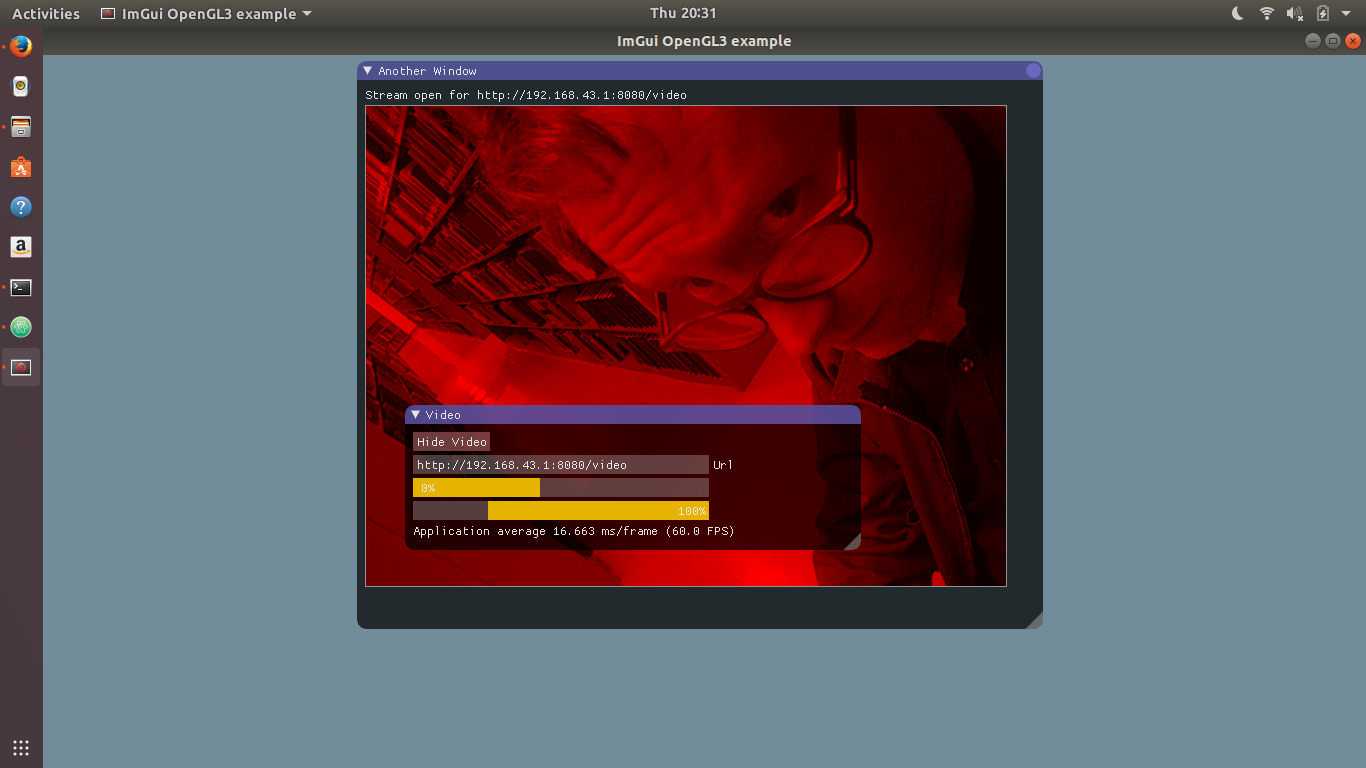 Activities
ImGui OpenGL3 example
Thu 20:31
ImGui OpenGL3 example
Another Window
Stream open for http://192.168.43.1:8080/video
Video
Hide Video
http://192.168.43.1:8080/video Url
0%
100%
Application average 16.663 ms/frame (60.0 FPS)